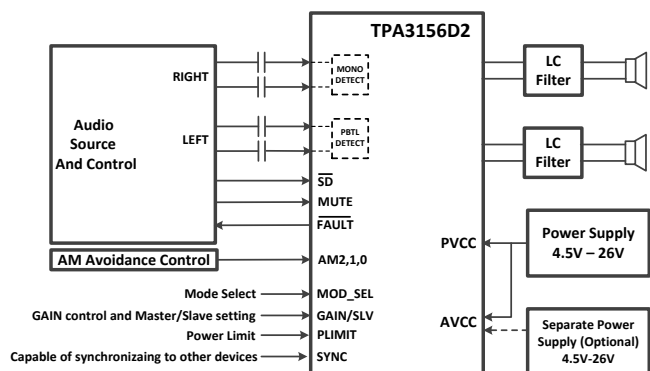 TPA3156D2
RIGHT
MONO
DETECT
LC
Filter
Audio
Source
And Control
LEFT
PBTL
DETECT
LC
Filter
SD
MUTE
FAULT
PVCC
Power Supply
4.5V – 26V
AM Avoidance Control
AM2,1,0
Mode Select
MOD_SEL
GAIN control and Master/Slave setting
GAIN/SLV
AVCC
Separate Power
Supply (Optional)
4.5V-26V
Power Limit
PLIMIT
Capable of synchronizaing to other devices
SYNC